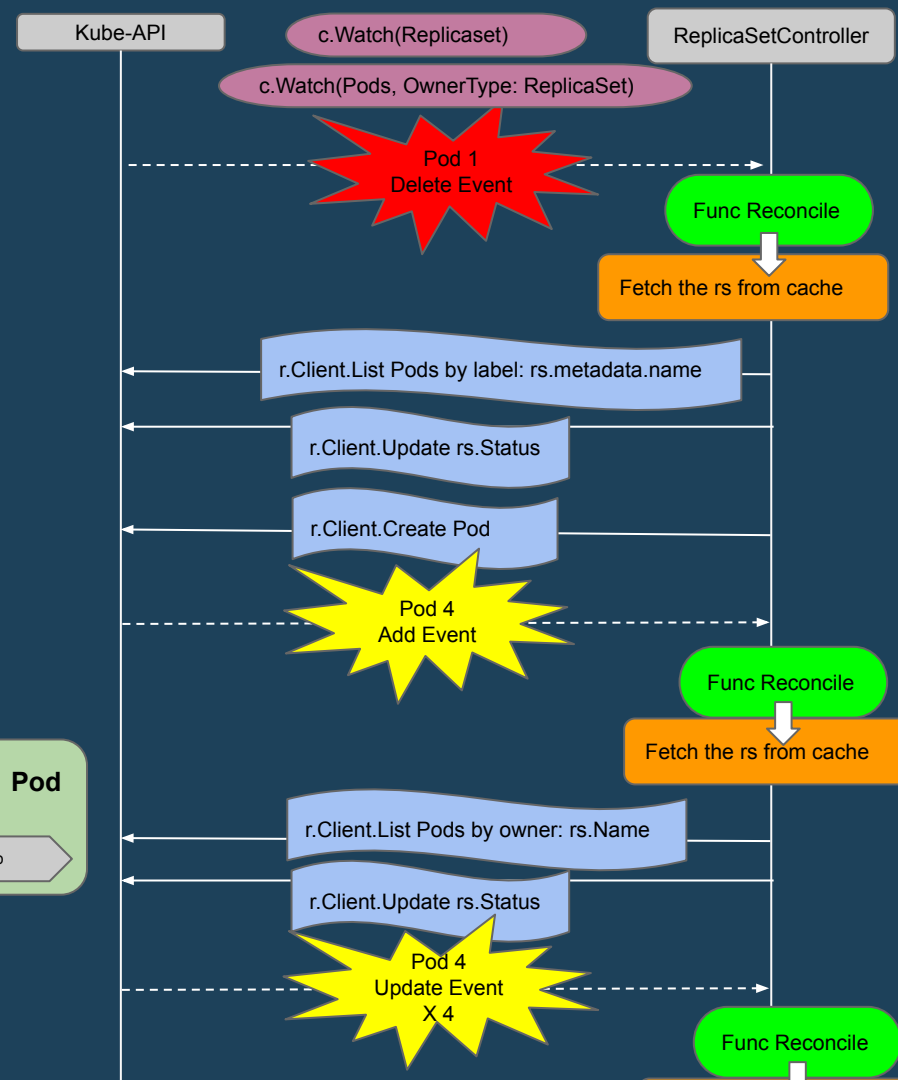 Kube-API
c.Watch(Replicaset)
ReplicaSetController
c.Watch(Pods, OwnerType: ReplicaSet)
Pod 1
Delete Event
Func Reconcile
Fetch the rs from cache
r.Client.List Pods by label: rs.metadata.name
r.Client.Update rs.Status
r.Client.Create Pod
Pod 4
Add Event
Func Reconcile
Fetch the rs from cache
Pod
r.Client.List Pods by owner: rs.Name
r.Client.Update rs.Status
Pod 4
Update Event
X 4
Func Reconcile